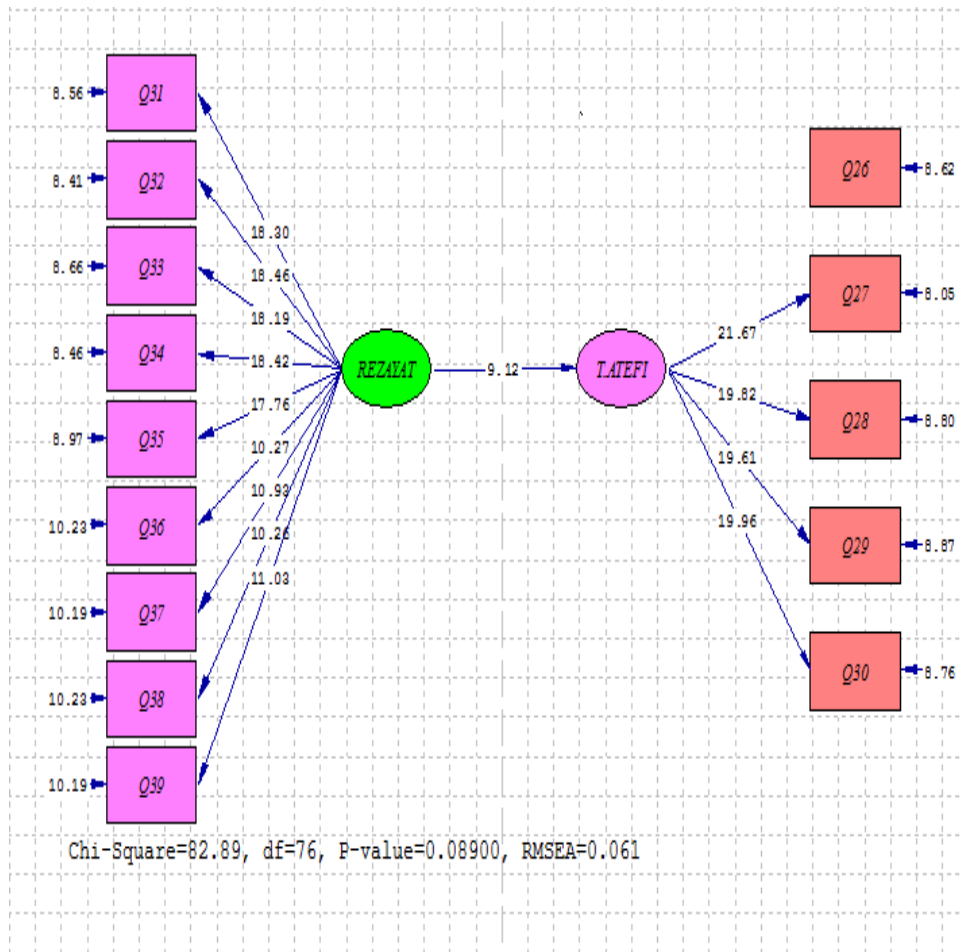 8.56 Q31
8.41 Q32
8.66 Q33
8.46 Q34
8.97 Q35
10.23 Q36
10.19 Q37
10.23 Q38
10.19 Q39
18.30
18.46
18.19
18.42
17.76
10.27
10.93
10.26
11.03
REZAYAT
9.12
T.ATEFI
21.67
19.82
19.61
19.96
Q26 8.62
Q27 8.05
Q28 8.80
Q29 8.87
Q30 8.76
Chi-Square=82.89, df=76, P-value=0.08900, RMSEA=0.061